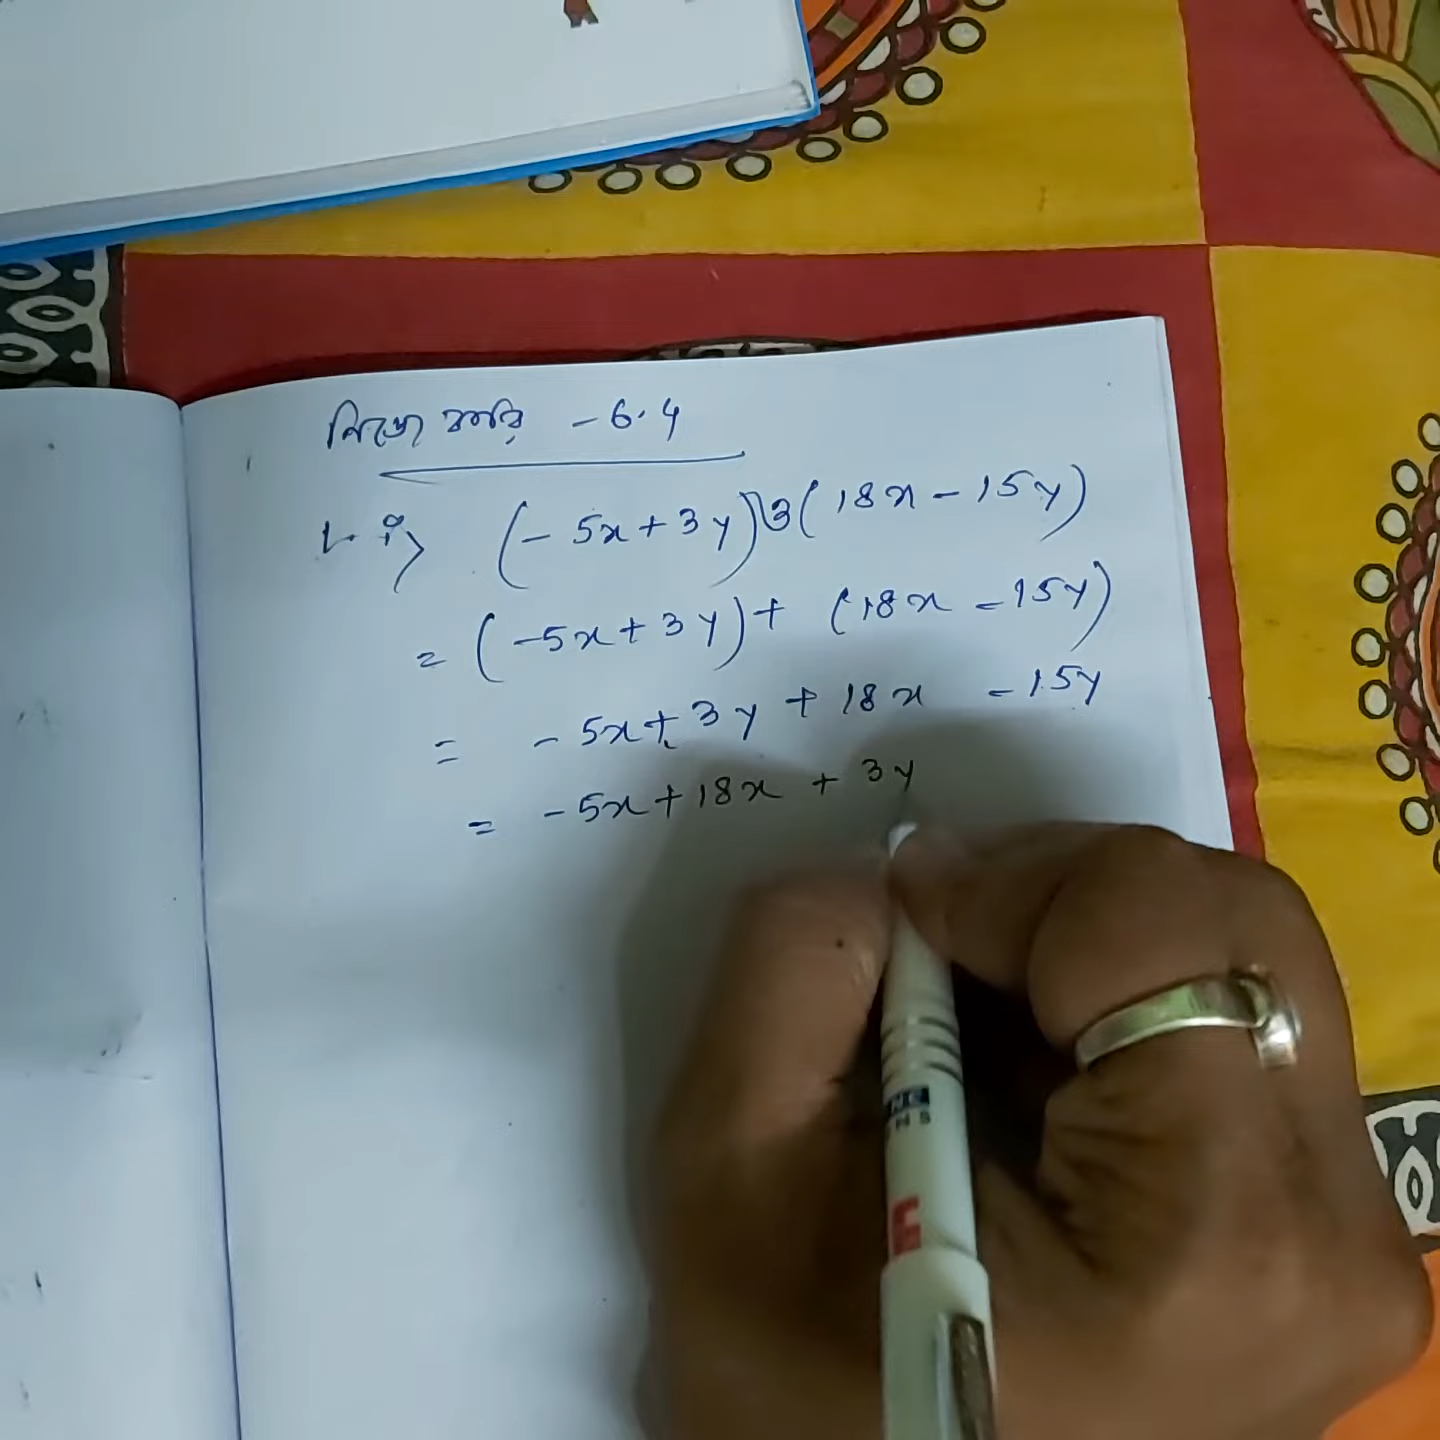 নিজে করি - 6.4
1. i) (- 5x + 3y) ও (18x - 15y)
= (-5x + 3y) + (18x - 15y)
= - 5x + 3y + 18x - 15y
= - 5x + 18x + 3y